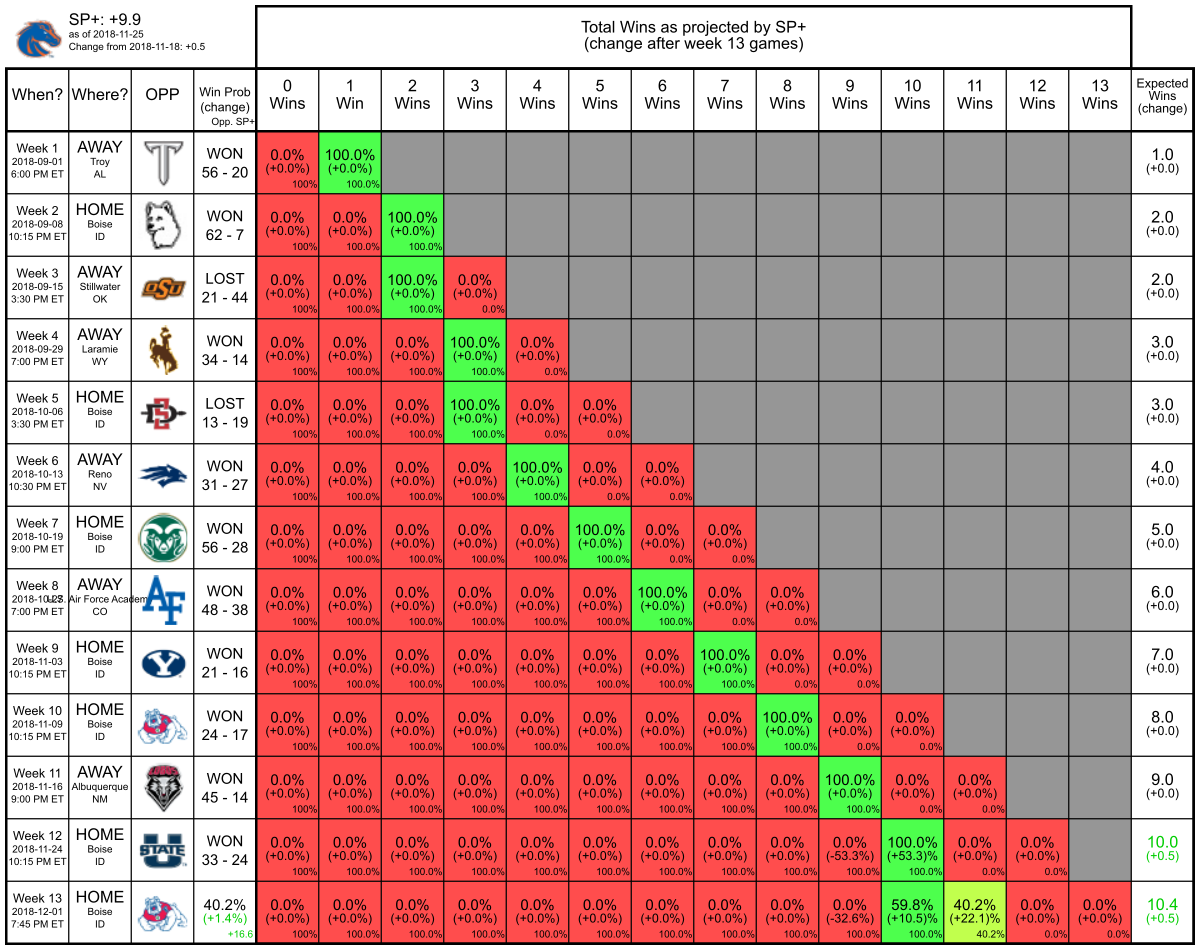 SP+: +9.9
as of 2018-11-25
Change from 2018-11-18: +0.5
Total Wins as projected by SP+
(change after week 13 games)
When? Where? OPP Win Prob 0 1 2 3 4 5 6 7 8 9 10 11 12 13 Expected
(change) Wins Win Wins Wins Wins Wins Wins Wins Wins Wins Wins Wins Wins Wins Wins
Opp. SP+ (change)
Week 1 AWAY T WON 0.0% 100.0% 1.0
2018-09-01 Troy (+0.0%) (+0.0%) (+0.0)
6:00 PM ET AL 56 - 20 100% 100.0%
Week 2 HOME WON 0.0% 0.0% 100.0% 2.0
2018-09-08 Boise (+0.0%) (+0.0%) (+0.0%) (+0.0)
10:15 PM ET ID 62 - 7 100% 100.0% 100.0%
Week 3 AWAY OSU LOST 0.0% 0.0% 100.0% 0.0% 2.0
2018-09-15 Stillwater (+0.0%) (+0.0%) (+0.0%) (+0.0%) (+0.0)
3:30 PM ET OK 21 - 44 100% 100.0% 100.0% 0.0%
Week 4 AWAY WON 0.0% 0.0% 0.0% 100.0% 0.0% 3.0
2018-09-29 Laramie (+0.0%) (+0.0%) (+0.0%) (+0.0%) (+0.0%) (+0.0)
7:00 PM ET WY 34 - 14 100% 100.0% 100.0% 100.0% 0.0%
Week 5 HOME SD LOST 0.0% 0.0% 0.0% 100.0% 0.0% 0.0% 3.0
2018-10-06 Boise (+0.0%) (+0.0%) (+0.0%) (+0.0%) (+0.0%) (+0.0%) (+0.0)
3:30 PM ET ID 13 - 19 100% 100.0% 100.0% 100.0% 0.0% 0.0%
Week 6 AWAY WON 0.0% 0.0% 0.0% 0.0% 100.0% 0.0% 0.0% 4.0
2018-10-13 Reno (+0.0%) (+0.0%) (+0.0%) (+0.0%) (+0.0%) (+0.0%) (+0.0%) (+0.0)
10:30 PM ET NV 31 - 27 100% 100.0% 100.0% 100.0% 100.0% 0.0% 0.0%
Week 7 HOME WON 0.0% 0.0% 0.0% 0.0% 0.0% 100.0% 0.0% 0.0% 5.0
2018-10-19 Boise (+0.0%) (+0.0%) (+0.0%) (+0.0%) (+0.0%) (+0.0%) (+0.0%) (+0.0%) (+0.0)
9:00 PM ET ID 56 - 28 100% 100.0% 100.0% 100.0% 100.0% 100.0% 0.0% 0.0%
Week 8 AWAY AF WON 0.0% 0.0% 0.0% 0.0% 0.0% 0.0% 100.0% 0.0% 0.0% 6.0
Air Force Academy (+0.0%) (+0.0%) (+0.0%) (+0.0%) (+0.0%) (+0.0%) (+0.0%) (+0.0%) (+0.0%) (+0.0)
7:00 PM ET CO 48 - 38 100% 100.0% 100.0% 100.0% 100.0% 100.0% 100.0% 0.0% 0.0%
Week 9 HOME Y WON 0.0% 0.0% 0.0% 0.0% 0.0% 0.0% 0.0% 100.0% 0.0% 0.0% 7.0
2018-11-03 Boise (+0.0%) (+0.0%) (+0.0%) (+0.0%) (+0.0%) (+0.0%) (+0.0%) (+0.0%) (+0.0%) (+0.0%) (+0.0)
10:15 PM ET ID 21 - 16 100% 100.0% 100.0% 100.0% 100.0% 100.0% 100.0% 100.0% 0.0% 0.0%
Week 10 HOME WON 0.0% 0.0% 0.0% 0.0% 0.0% 0.0% 0.0% 0.0% 100.0% 0.0% 0.0% 8.0
2018-11-09 Boise (+0.0%) (+0.0%) (+0.0%) (+0.0%) (+0.0%) (+0.0%) (+0.0%) (+0.0%) (+0.0%) (+0.0%) (+0.0%) (+0.0)
10:15 PM ET ID 24 - 17 100% 100.0% 100.0% 100.0% 100.0% 100.0% 100.0% 100.0% 100.0% 0.0% 0.0%
Week 11 AWAY WON 0.0% 0.0% 0.0% 0.0% 0.0% 0.0% 0.0% 0.0% 0.0% 100.0% 0.0% 0.0% 9.0
2018-11-16 Albuquerque (+0.0%) (+0.0%) (+0.0%) (+0.0%) (+0.0%) (+0.0%) (+0.0%) (+0.0%) (+0.0%) (+0.0%) (+0.0%) (+0.0%) (+0.0)
9:00 PM ET NM 45 - 14 100% 100.0% 100.0% 100.0% 100.0% 100.0% 100.0% 100.0% 100.0% 100.0% 0.0% 0.0%
Week 12 HOME U STATE WON 0.0% 0.0% 0.0% 0.0% 0.0% 0.0% 0.0% 0.0% 0.0% 0.0% 100.0% 0.0% 0.0% 10.0
2018-11-24 Boise (+0.0%) (+0.0%) (+0.0%) (+0.0%) (+0.0%) (+0.0%) (+0.0%) (+0.0%) (+0.0%) (-53.3%) (+53.3)% (+0.0%) (+0.0%) (+0.5)
10:15 PM ET ID 33 - 24 100% 100.0% 100.0% 100.0% 100.0% 100.0% 100.0% 100.0% 100.0% 100.0% 100.0% 0.0% 0.0%
Week 13 HOME 40.2% 0.0% 0.0% 0.0% 0.0% 0.0% 0.0% 0.0% 0.0% 0.0% 0.0% 59.8% 40.2% 0.0% 0.0% 10.4
2018-12-01 Boise (+1.4%) (+0.0%) (+0.0%) (+0.0%) (+0.0%) (+0.0%) (+0.0%) (+0.0%) (+0.0%) (+0.0%) (-32.6%) (+10.5)% (+22.1)% (+0.0%) (+0.0%) (+0.5)
7:45 PM ET ID +16.6 100% 100.0% 100.0% 100.0% 100.0% 100.0% 100.0% 100.0% 100.0% 100.0% 100.0% 40.2% 0.0% 0.0%